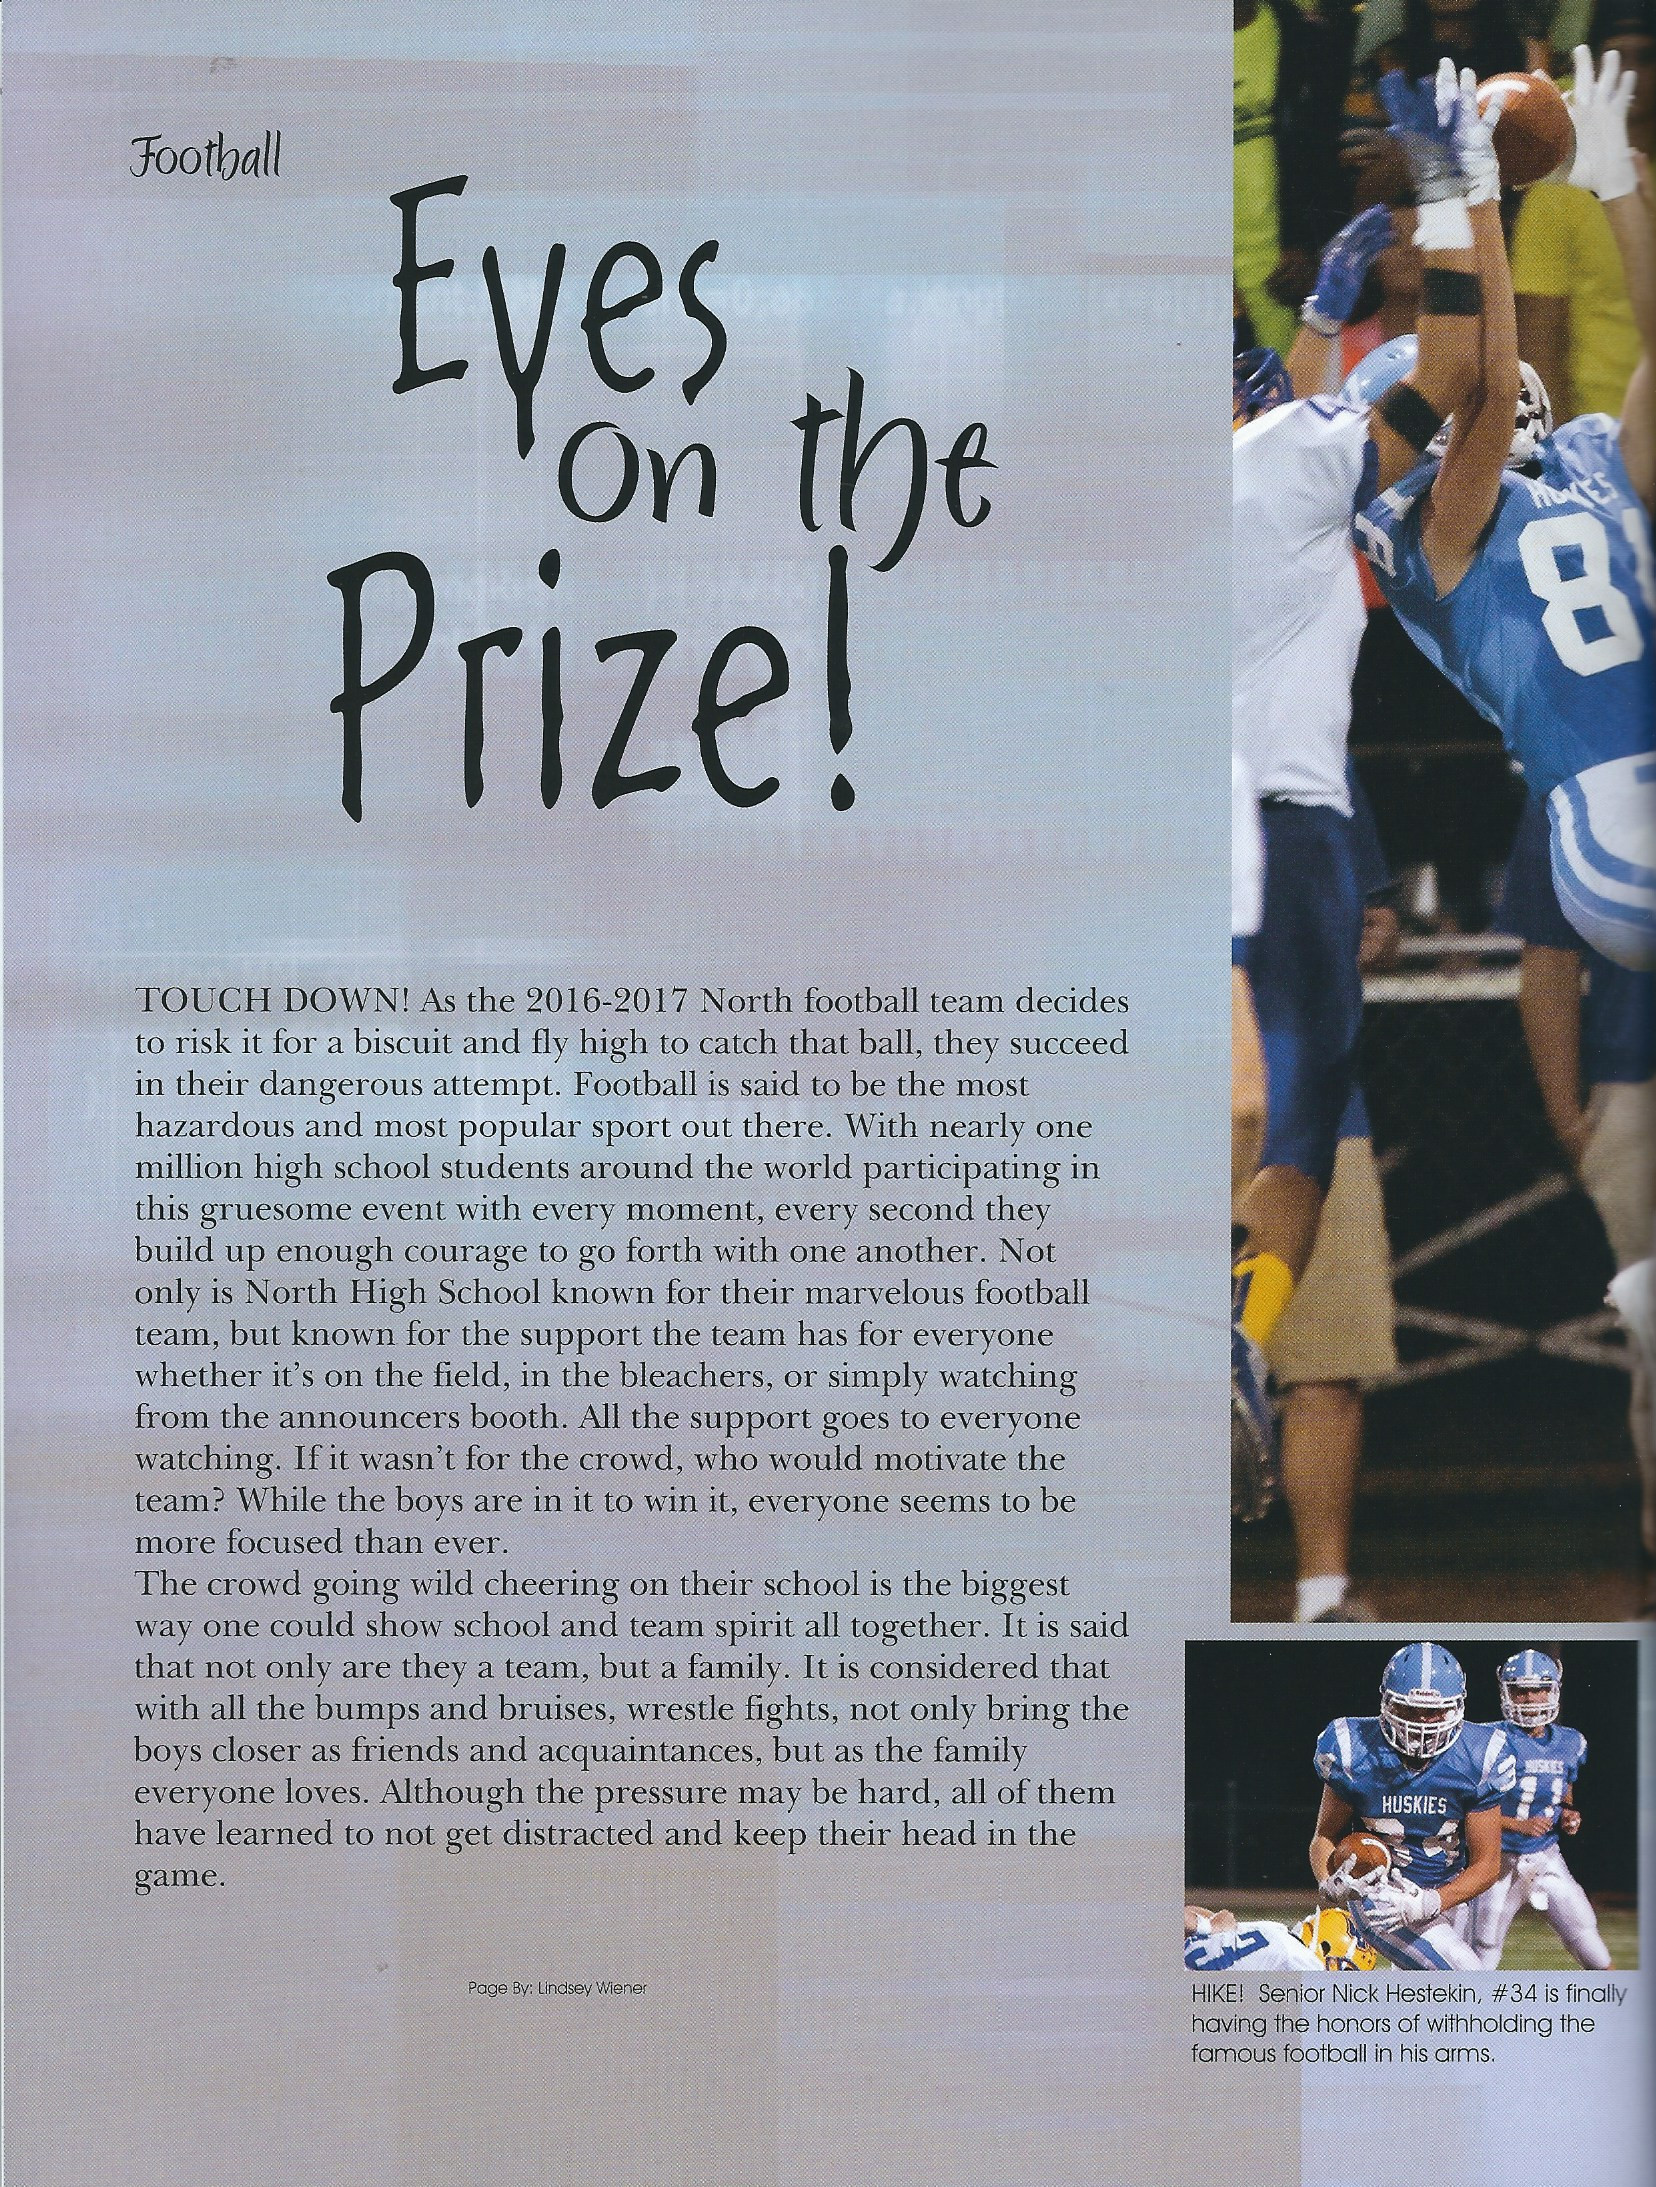 Football
Eyes
on the
Prize!
TOUCH DOWN! As the 2016-2017 North football team decides
to risk it for a biscuit and fly high to catch that ball, they succeed
in their dangerous attempt. Football is said to be the most
hazardous and most popular sport out there. With nearly one
million high school students around the world participating in
this gruesome event with every moment, every second they
build up enough courage to go forth with one another. Not
only is North High School known for their marvelous football
team, but known for the support the team has for everyone
whether it's on the field, in the bleachers, or simply watching
from the announcers booth. All the support goes to everyone
watching. If it wasn't for the crowd, who would motivate the
team? While the boys are in it to win it, everyone seems to be
more focused than ever.
The crowd going wild cheering on their school is the biggest
way one could show school and team spirit all together. It is said
that not only are they a team, but a family. It is considered that
with all the bumps and bruises, wrestle fights, not only bring the
boys closer as friends and acquaintances, but as the family
everyone loves. Although the pressure may be hard, all of them
have learned to not get distracted and keep their head in the
game.
Page By: Lindsey Wiener
8
HUSKIES
HUSKIES
11
HIKE! Senior Nick Hestekin, #34 is finally
having the honors of withholding the
famous football in his arms.